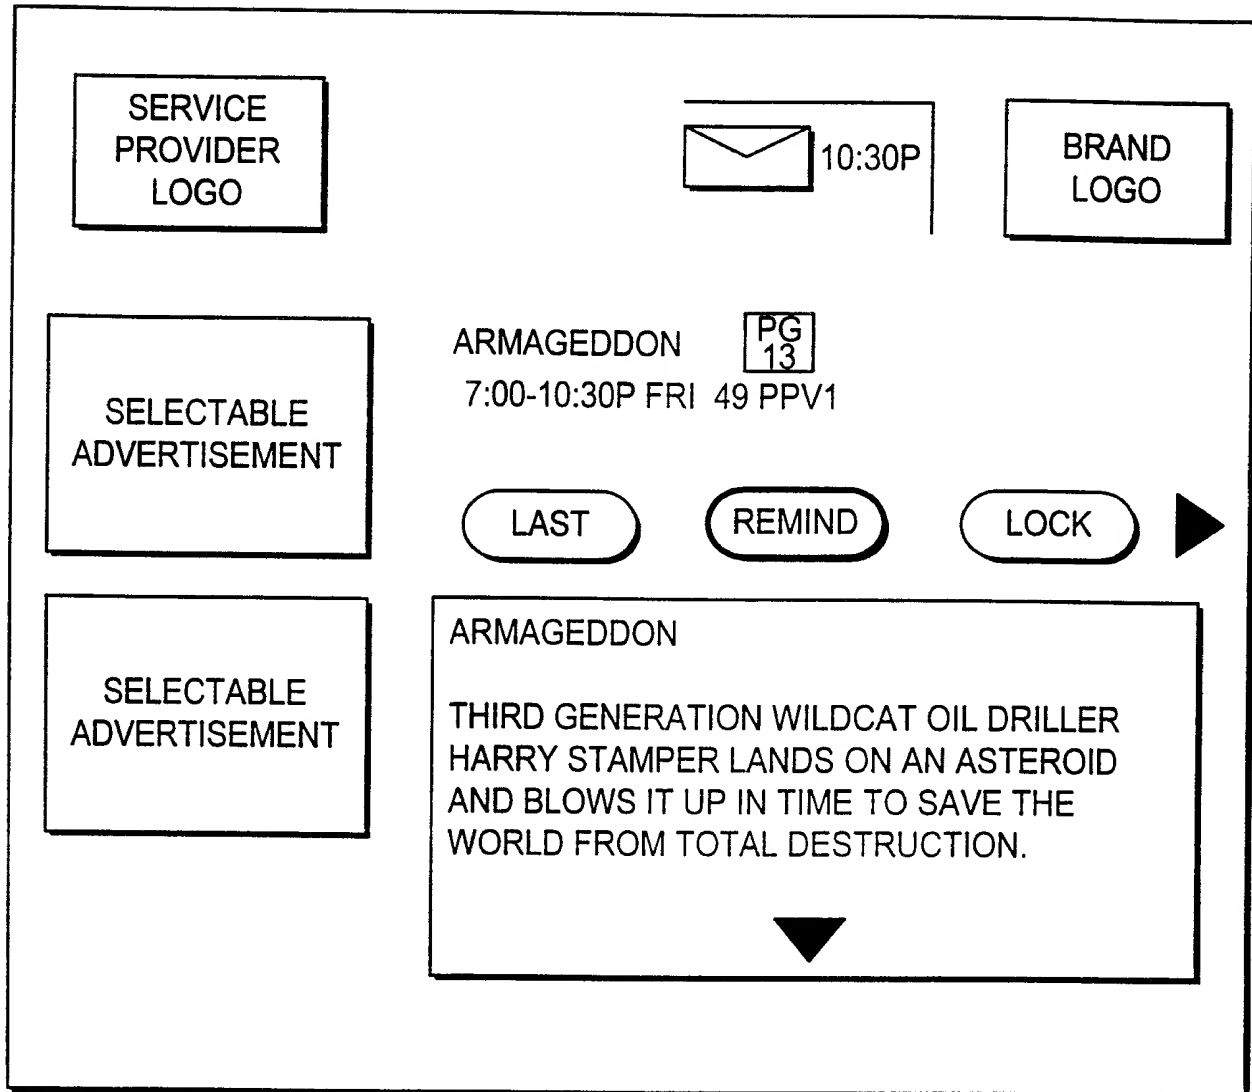 SERVICE
PROVIDER
LOGO
10:30P
BRAND
LOGO
SELECTABLE
ADVERTISEMENT
ARMAGEDDON
PG
13
7:00-10:30P FRI 49 PPV1
LAST
REMIND
LOCK
SELECTABLE
ADVERTISEMENT
ARMAGEDDON
THIRD GENERATION WILDCAT OIL DRILLER
HARRY STAMPER LANDS ON AN ASTEROID
AND BLOWS IT UP IN TIME TO SAVE THE
WORLD FROM TOTAL DESTRUCTION.